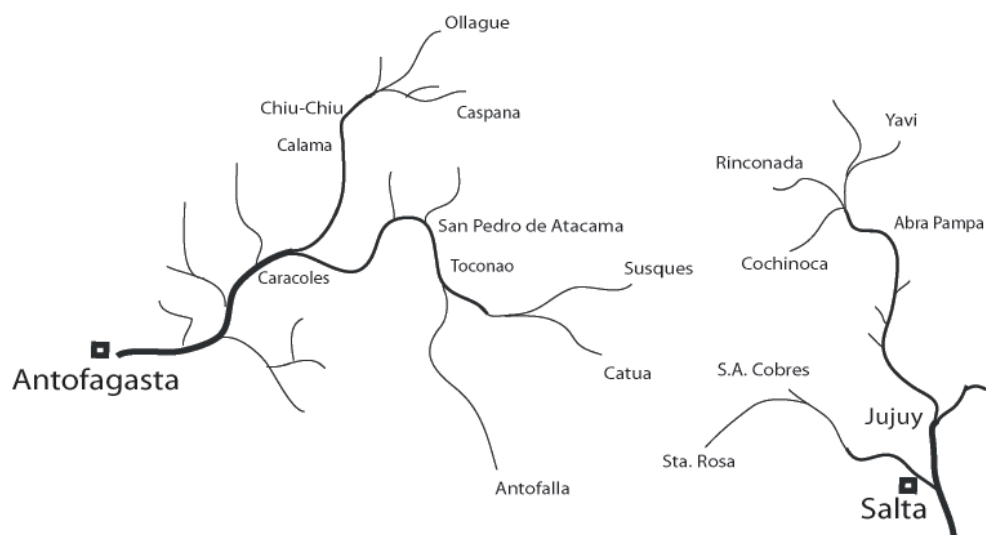 Ollague
Chiu-Chiu
Caspana
Calama
Yavi
Rinconada
San Pedro de Atacama
Abra Pampa
Toconao
Susques
Cochinoca
Caracoles
Antofagasta
Catua
S.A. Cobres
Jujuy
Sta. Rosa
Antofalla
Salta